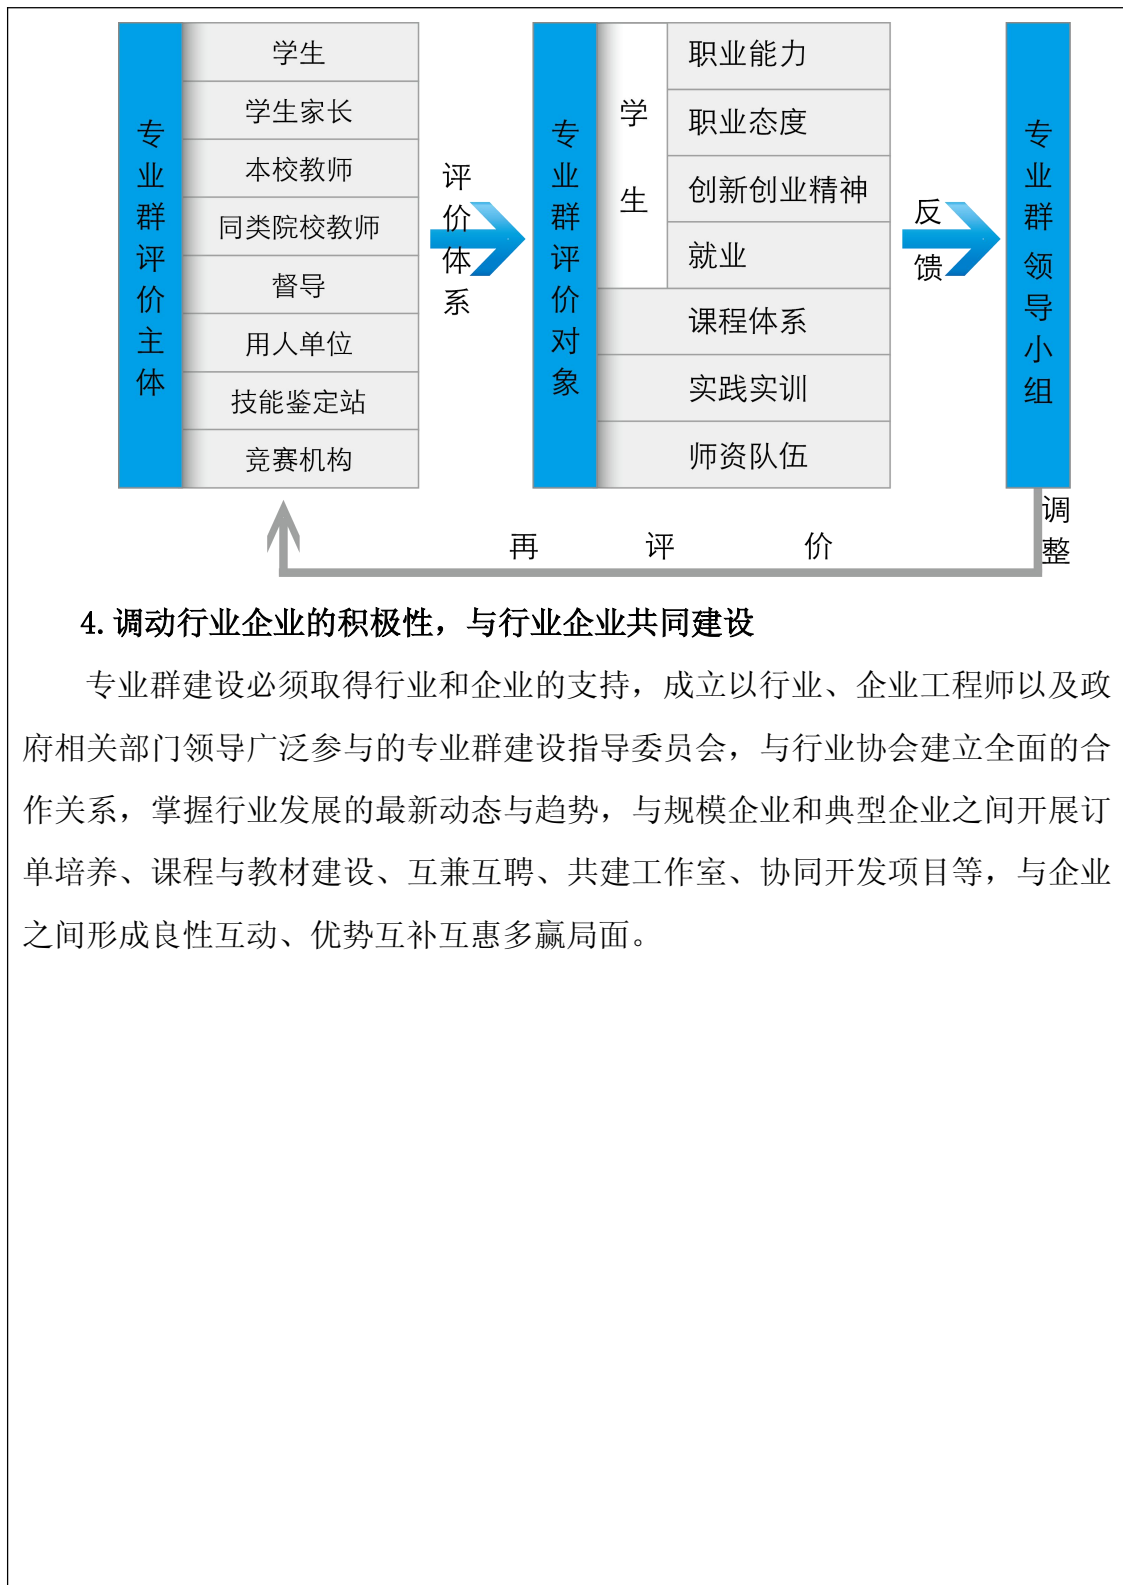 专业群评价主体
学生
学生家长
本校教师
同类院校教师
督导
用人单位
技能鉴定站
竞赛机构
评价体系
专业群评价对象
学生
职业能力
职业态度
创新创业精神
就业
课程体系
实践实训
师资队伍
反馈
专业群领导小组
调整
再评价
4.调动行业企业的积极性，与行业企业共同建设
专业群建设必须取得行业和企业的支持，成立以行业、企业工程师以及政
府相关部门领导广泛参与的专业群建设指导委员会，与行业协会建立全面的合
作关系，掌握行业发展的最新动态与趋势，与规模企业和典型企业之间开展订
单培养、课程与教材建设、互兼互聘、共建工作室、协同开发项目等，与企业
之间形成良性互动、优势互补互惠多赢局面。